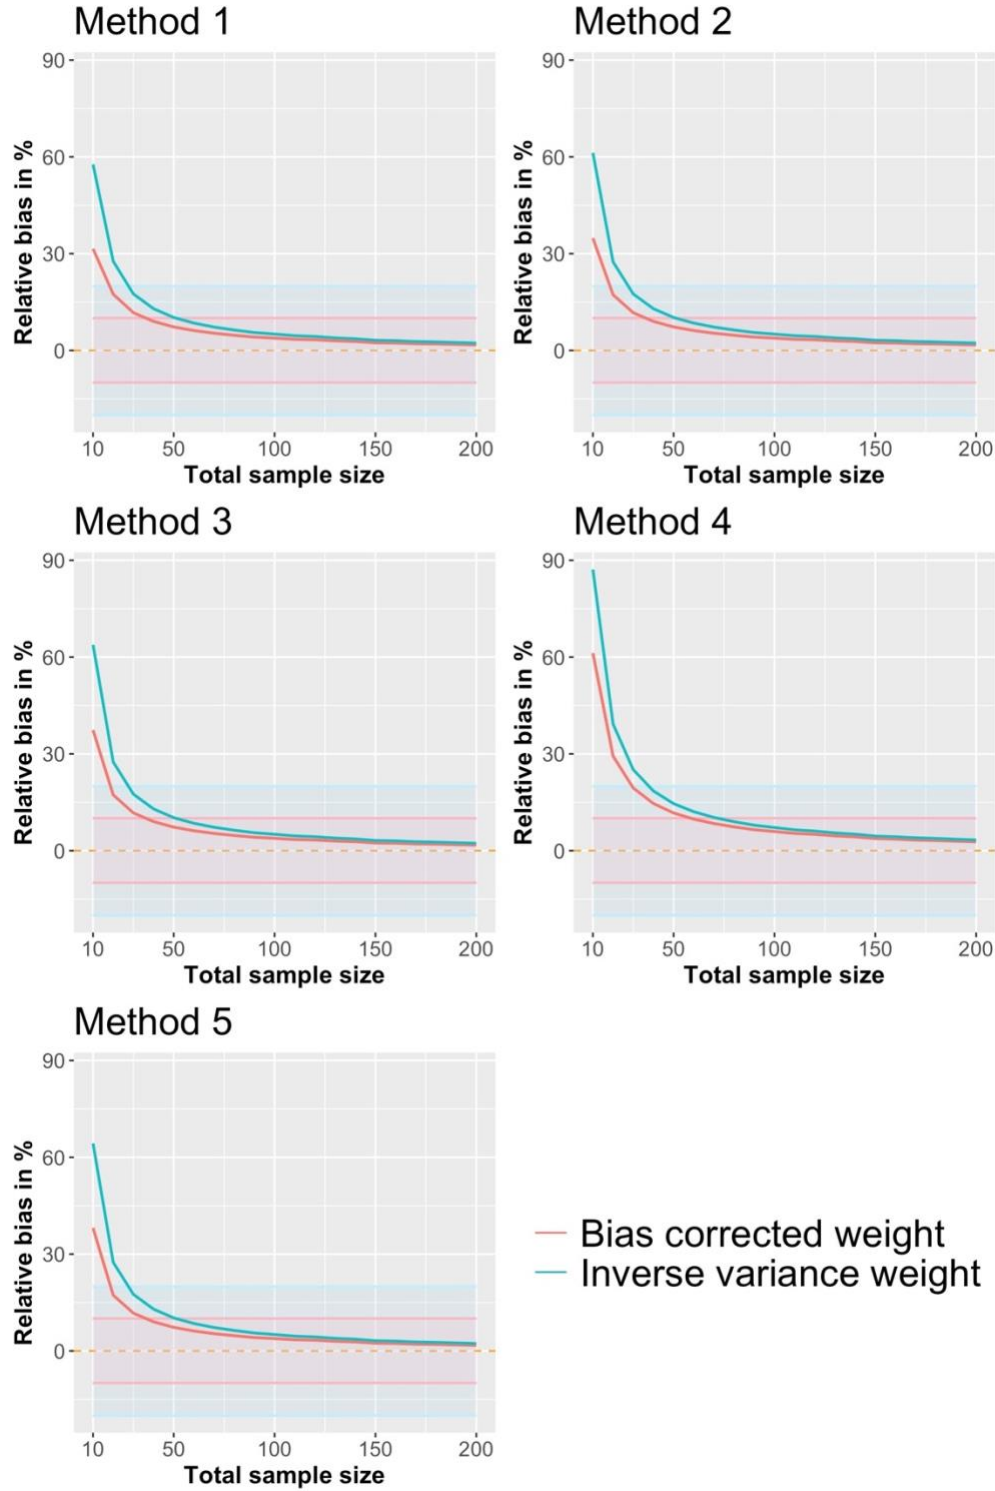 Method 1
Method 2
90
60
30
0
Relative bias in %
10 50 100 150 200
Total sample size
90
60
30
0
Relative bias in %
10 50 100 150 200
Total sample size
Method 3
Method 4
90
60
30
0
Relative bias in %
10 50 100 150 200
Total sample size
90
60
30
0
Relative bias in %
10 50 100 150 200
Total sample size
Method 5
90
60
30
0
Relative bias in %
10 50 100 150 200
Total sample size
Bias corrected weight
Inverse variance weight